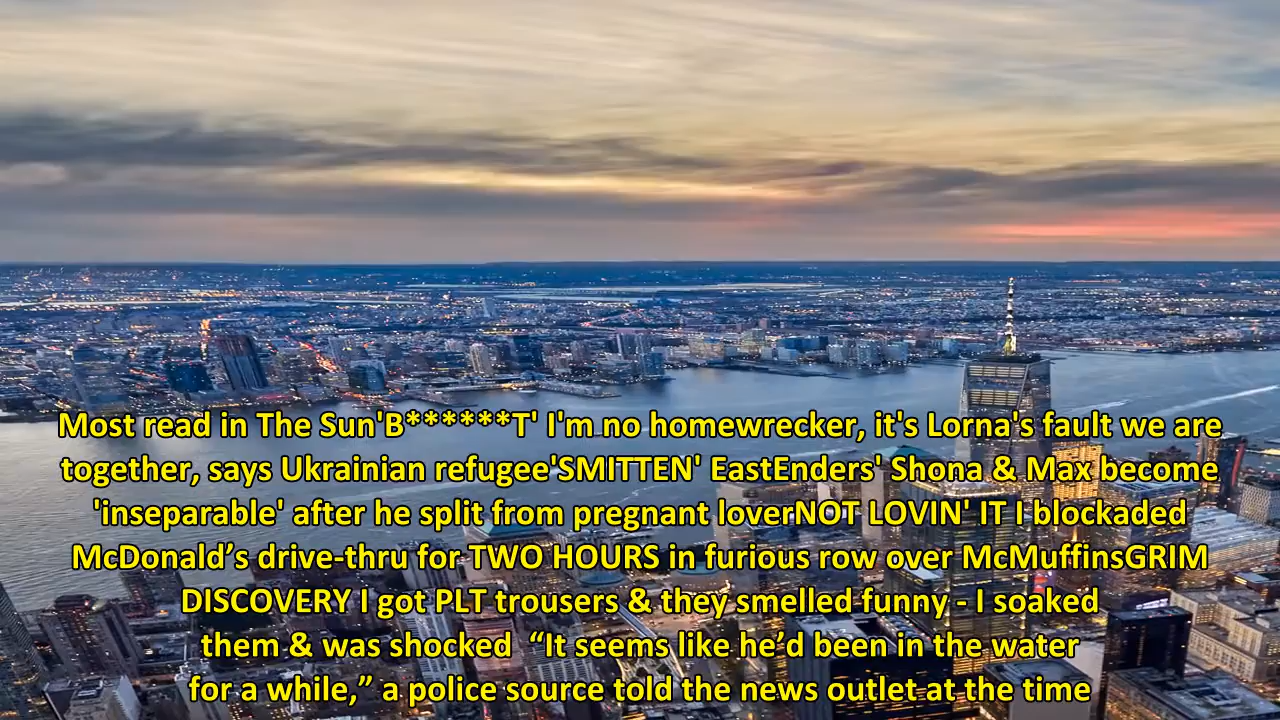 Most read in The Sun'B******T' I'm no homewrecker, it's Lorna's fault we are
together, says Ukrainian refugee'SMITTEN' EastEnders' Shona & Max become
'inseparable' after he split from pregnant loverNOT LOVIN' IT I blockaded
McDonald’s drive-thru for TWO HOURS in furious row over McMuffinsGRIM
DISCOVERY I got PLT trousers & they smelled funny - I soaked
them & was shocked  “It seems like he’d been in the water
for a while,” a police source told the news outlet at the time